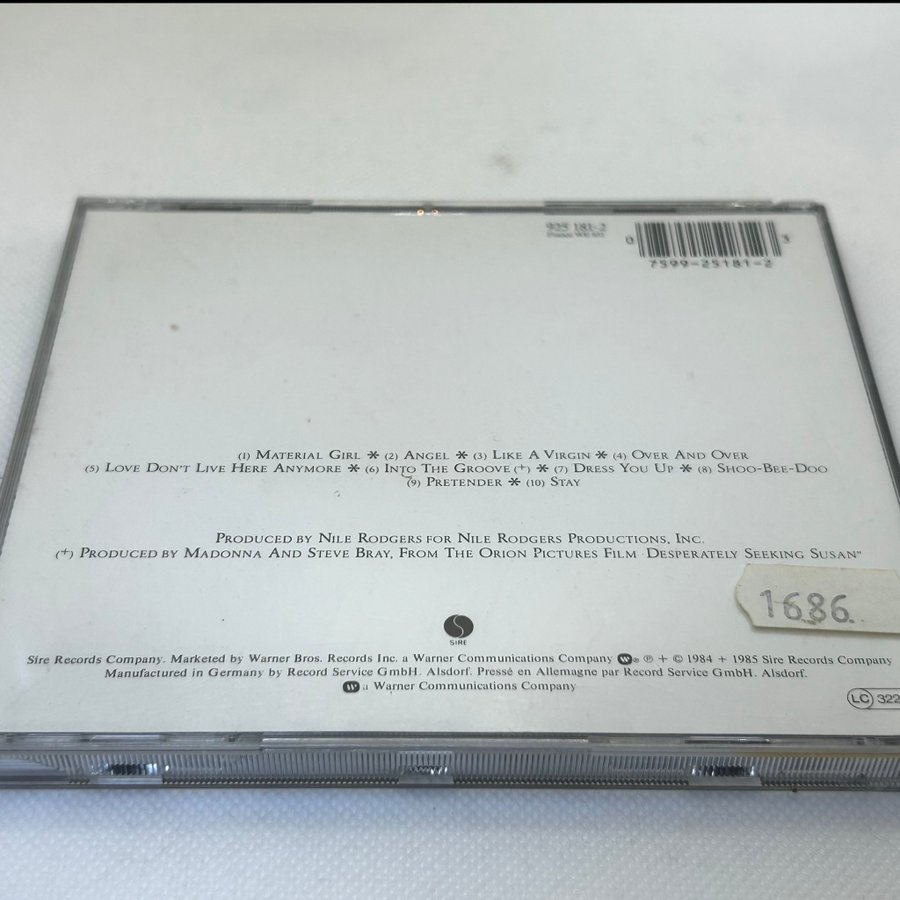 925 181-2
0 7599-25181-2 3
(1) MATERIAL GIRL * (2) ANGEL * (3) LIKE A VIRGIN * (4) OVER AND OVER
(5) LOVE DON'T LIVE HERE ANYMORE * (6) INTO THE GROOVE (+) * (7) DRESS YOU UP * (8) SHOO-BEE-DOO
(9) PRETENDER * (10) STAY
PRODUCED BY NILE RODGERS FOR NILE RODGERS PRODUCTIONS, INC.
(+) PRODUCED BY MADONNA AND STEVE BRAY, FROM THE ORION PICTURES FILM "DESPERATELY SEEKING SUSAN"
1686.
SIRE
Sire Records Company. Marketed by Warner Bros. Records Inc. a Warner Communications Company ® ℗ + © 1984 + 1985 Sire Records Company
Manufactured in Germany by Record Service GmbH. Alsdorf. Pressé en Allemagne par Record Service GmbH. Alsdorf.
a Warner Communications Company
LC 322